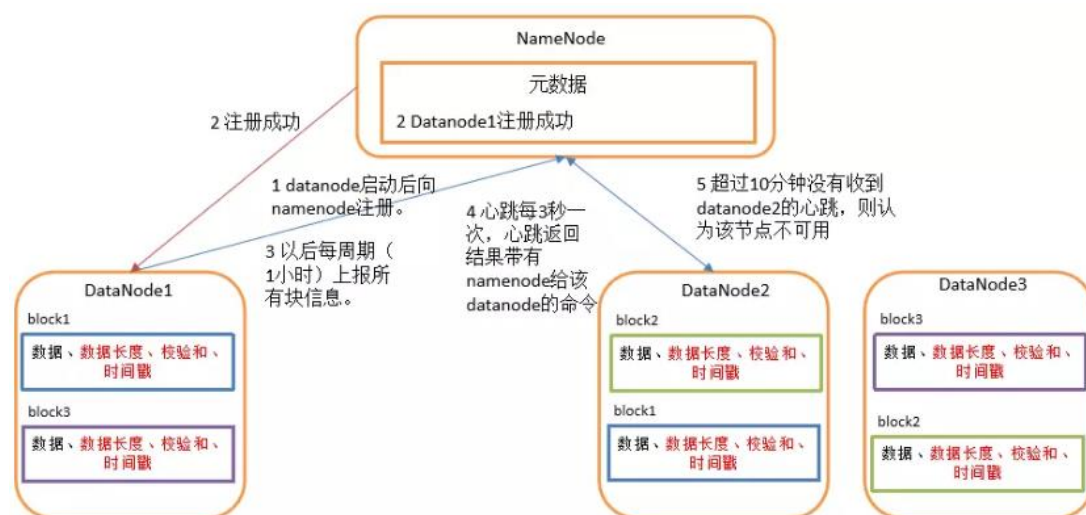 NameNode
元数据
2 Datanode1注册成功
2 注册成功
1 datanode启动后向
namenode注册。
3 以后每周期（
1小时）上报所
有块信息。
4 心跳每3秒一
次，心跳返回
结果带有
namenode给该
datanode的命令
5 超过10分钟没有收到
datanode2的心跳，则认
为该节点不可用
DataNode1
block1
数据、数据长度、校验和、
时间戳
block3
数据、数据长度、校验和、
时间戳
DataNode2
block2
数据、数据长度、校验和、
时间戳
block1
数据、数据长度、校验和、
时间戳
DataNode3
block3
数据、数据长度、校验和、
时间戳
block2
数据、数据长度、校验和、
时间戳